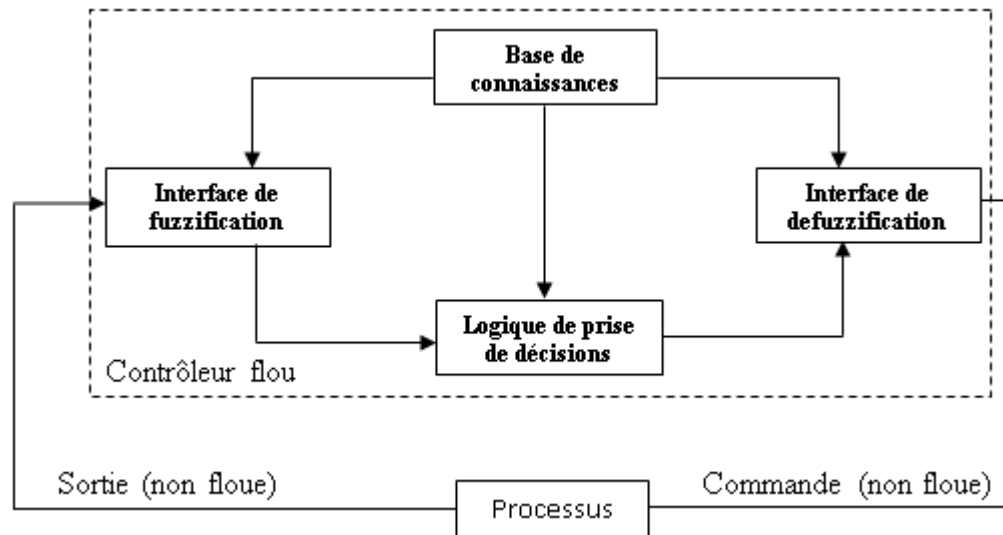 Base de
connaissances
Interface de
fuzzification
Interface de
defuzzification
Logique de prise
de décisions
Contrôleur flou
Sortie (non floue)
Commande (non floue)
Processus